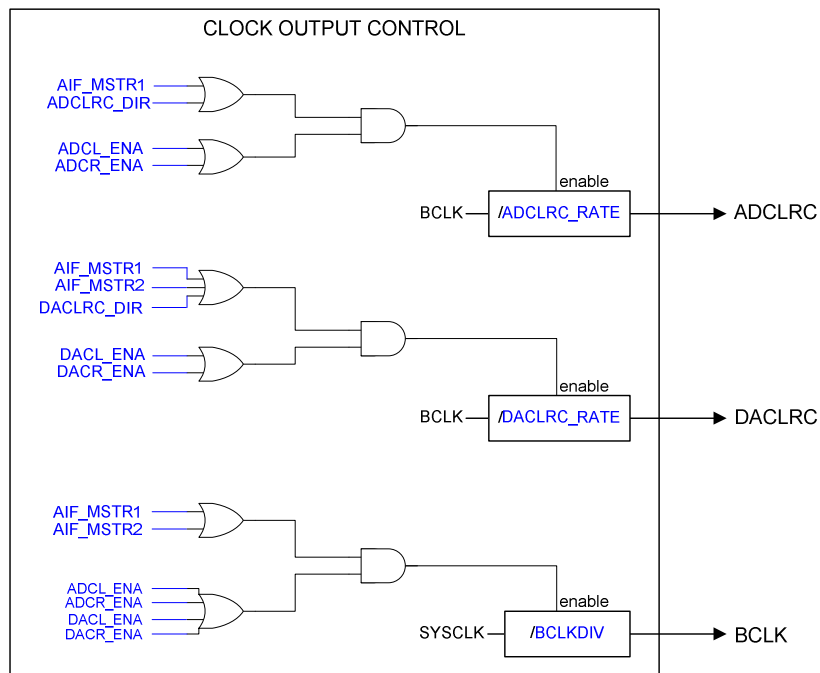 CLOCK OUTPUT CONTROL
AIF_MSTR1
ADCLRC_DIR
ADCL_ENA
ADCR_ENA
enable
BCLK
/ADCLRC_RATE
ADCLRC
AIF_MSTR1
AIF_MSTR2
DACLRC_DIR
DACL_ENA
DACR_ENA
enable
BCLK
/DACLRC_RATE
DACLRC
AIF_MSTR1
AIF_MSTR2
ADCL_ENA
ADCR_ENA
DACL_ENA
DACR_ENA
enable
SYSCLK
/BCLKDIV
BCLK